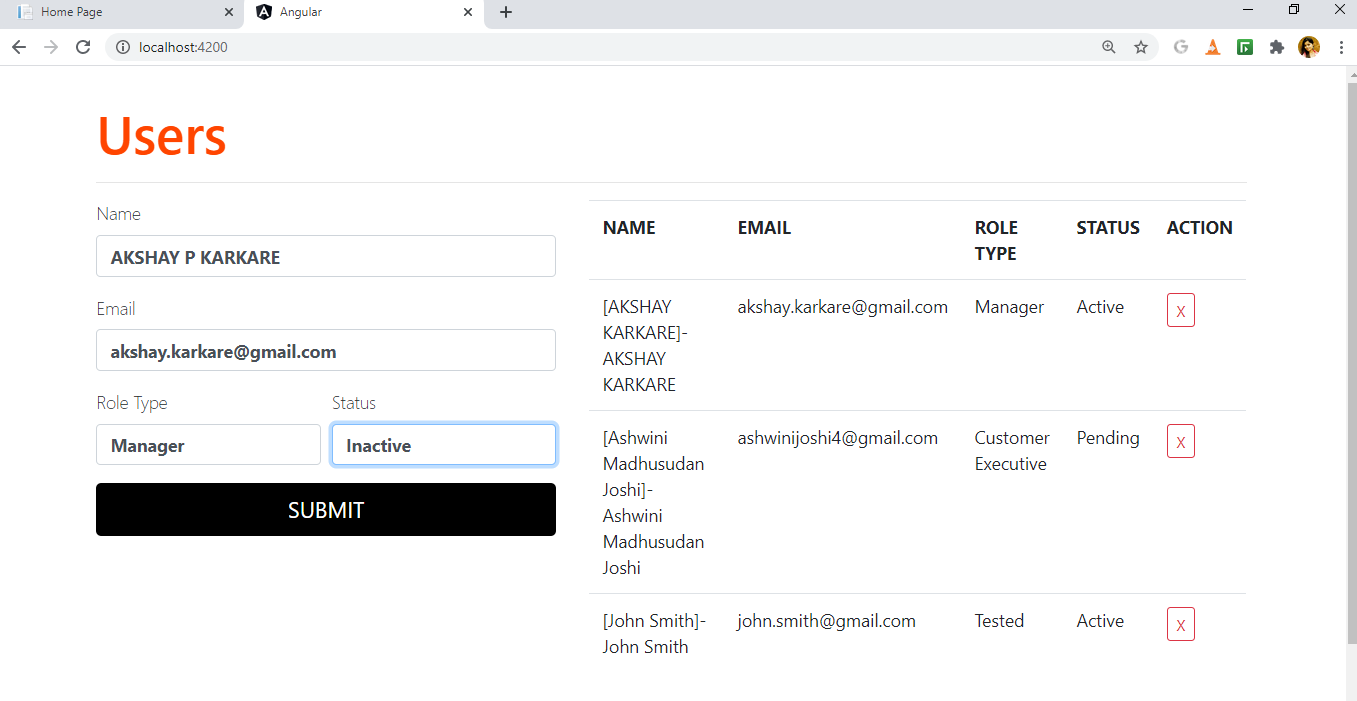 Home Page
Angular
localhost:4200
Users
Name
AKSHAY P KARKARE
Email
akshay.karkare@gmail.com
Role Type Status
Manager Inactive
SUBMIT
NAME EMAIL ROLE STATUS ACTION
TYPE
[AKSHAY akshay.karkare@gmail.com Manager Active X
KARKARE]-
AKSHAY
KARKARE
[Ashwini ashwinijoshi4@gmail.com Customer Pending X
Madhusudan Executive
Joshi]-
Ashwini
Madhusudan
Joshi
[John Smith]- john.smith@gmail.com Tested Active X
John Smith